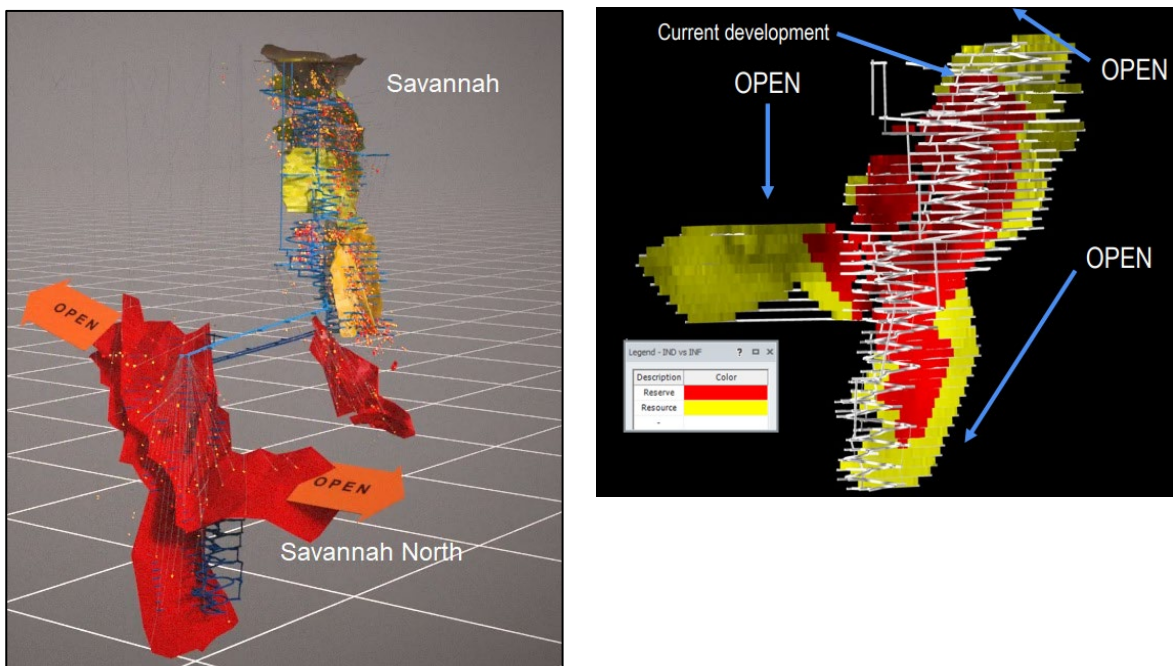 Savannah
OPEN
OPEN
Savannah North
Current development
OPEN
OPEN
OPEN
Legend - IND vs INF
? x
Description Color
Reserve
Resource
-